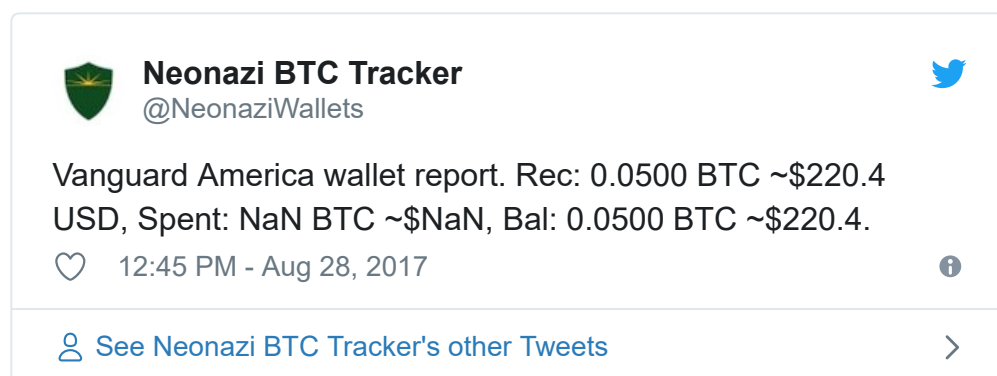 Neonazi BTC Tracker
@NeonaziWallets
Vanguard America wallet report. Rec: 0.0500 BTC ~$220.4
USD, Spent: NaN BTC ~$NaN, Bal: 0.0500 BTC ~$220.4.
12:45 PM - Aug 28, 2017
See Neonazi BTC Tracker's other Tweets